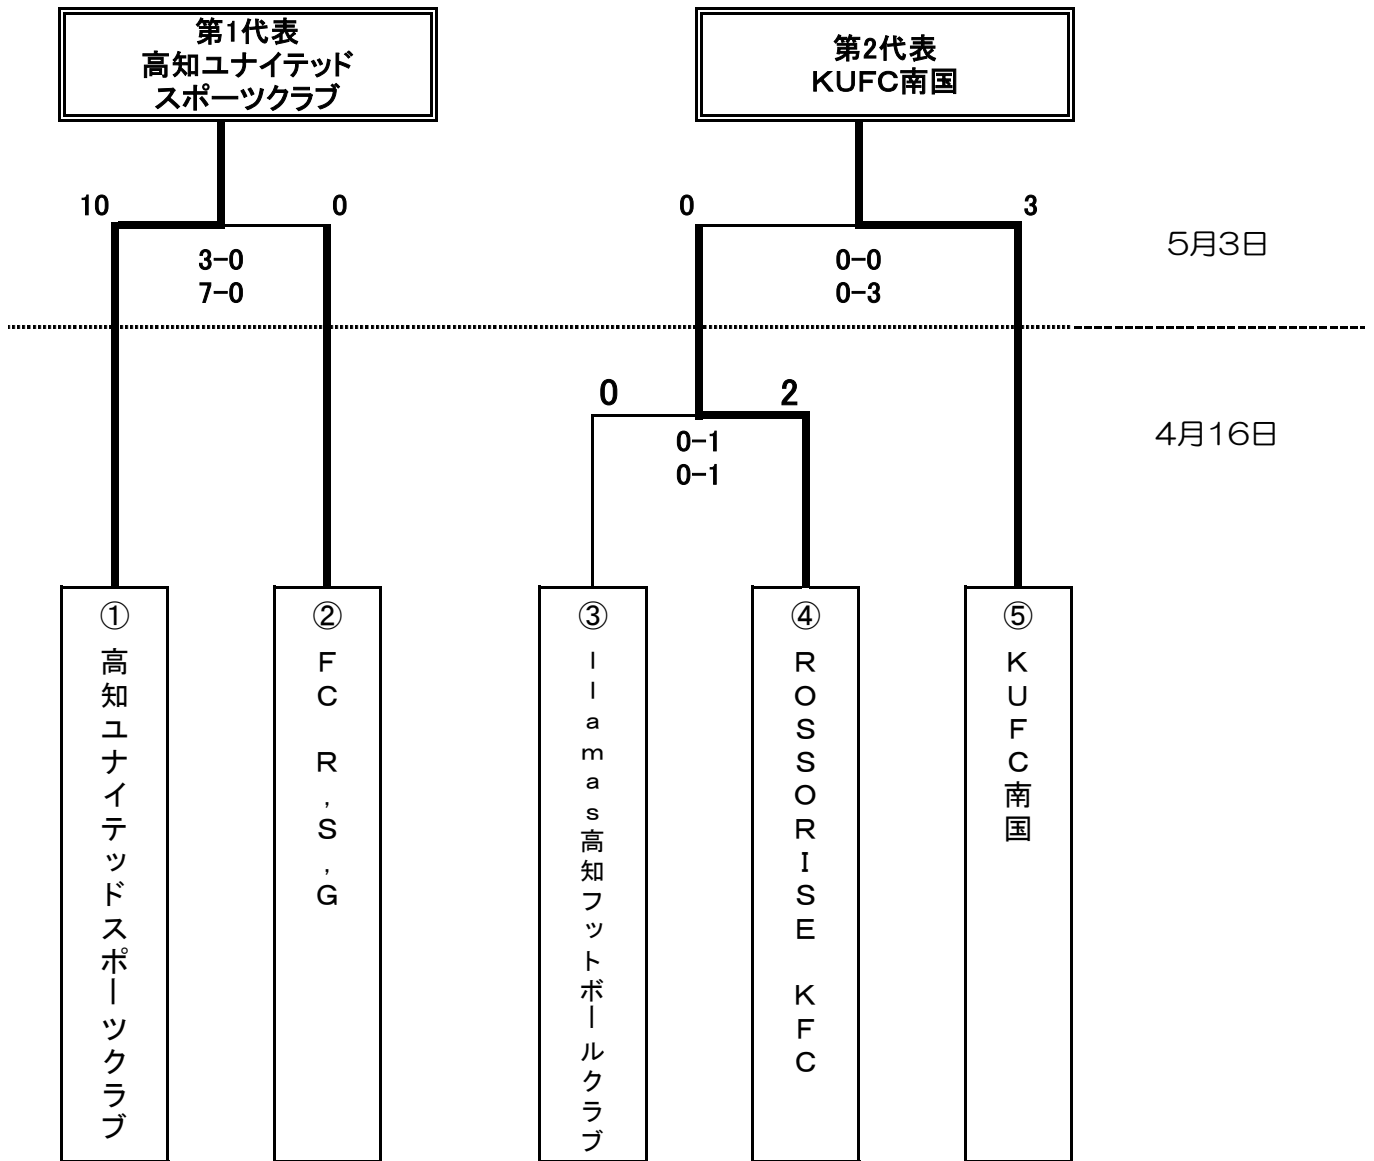 第1代表
高知ユナイテッド
スポーツクラブ
第2代表
KUFC南国
10
0
0
3
3-0
7-0
0-0
0-3
5月3日
0
2
0-1
0-1
4月16日
①
高知ユナイテッドスポーツクラブ
②
FC R,S,G
③
llamas高知フットボールクラブ
④
ROSSORISE KFC
⑤
KUFC南国